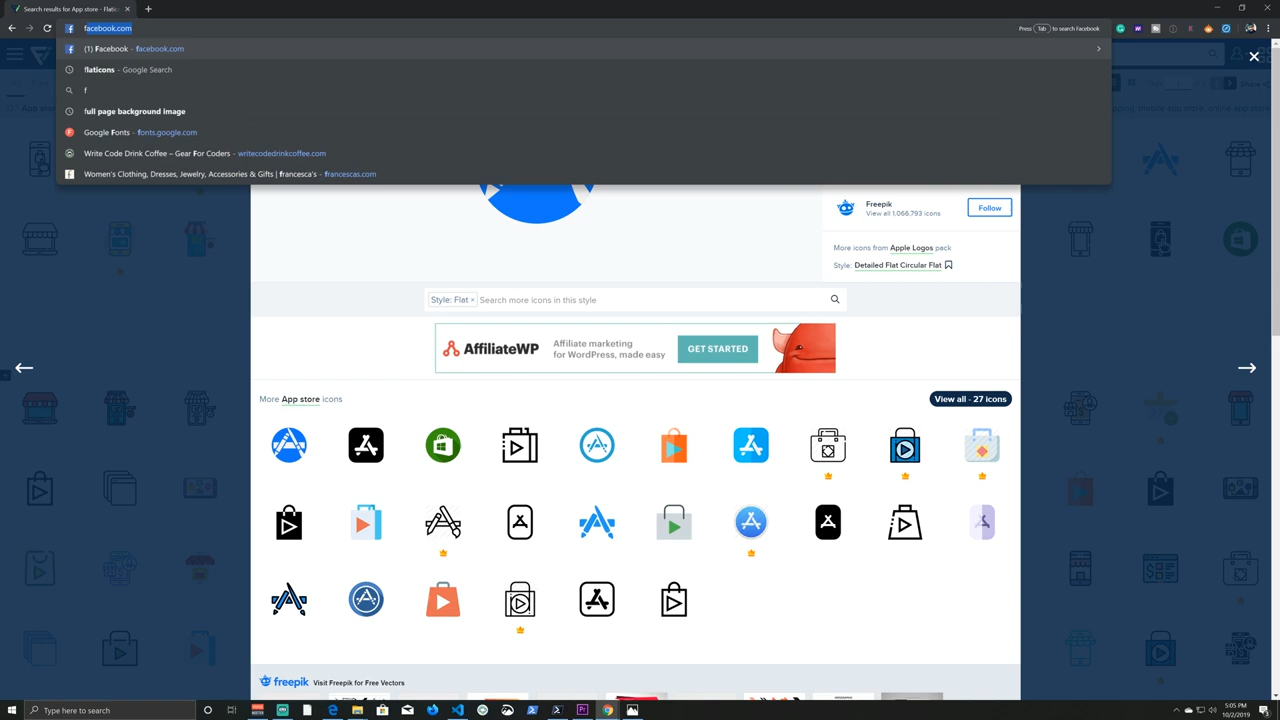 Search results for App store - Flatic
facebook.com
Press Tab to search Facebook
(1) Facebook - facebook.com
flaticons - Google Search
f
full page background image
Google Fonts - fonts.google.com
Write Code Drink Coffee – Gear For Coders - writecodedrinkcoffee.com
Women's Clothing, Dresses, Jewelry, Accessories & Gifts | francesca's - francescas.com
Freepik
View all 1,066,793 icons
Follow
More icons from Apple Logos pack
Style: Detailed Flat Circular Flat
Style: Flat × Search more icons in this style
AffiliateWP
Affiliate marketing
for WordPress, made easy
GET STARTED
More App store icons
View all - 27 icons
freepik Visit Freepik for Free Vectors
Type here to search
5:05 PM
10/2/2019